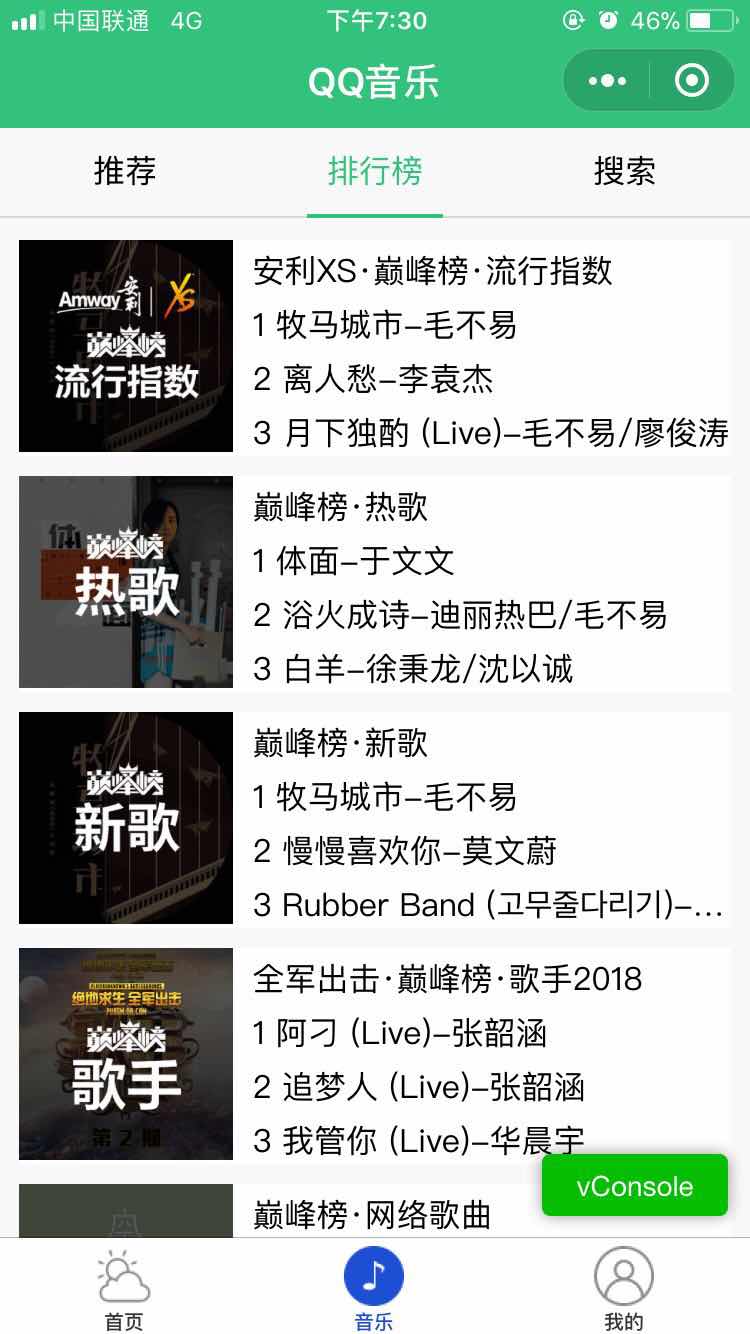 中国联通 4G 下午7:30 46%
QQ音乐
推荐 排行榜 搜索
Amway安利 XS
巅峰榜
流行指数
安利XS·巅峰榜·流行指数
1 牧马城市-毛不易
2 离人愁-李袁杰
3 月下独酌 (Live)-毛不易/廖俊涛
体
巅峰榜
热歌
巅峰榜·热歌
1 体面-于文文
2 浴火成诗-迪丽热巴/毛不易
3 白羊-徐秉龙/沈以诚
巅峰榜
新歌
巅峰榜·新歌
1 牧马城市-毛不易
2 慢慢喜欢你-莫文蔚
3 Rubber Band (고무줄다리기)-...
绝地求生 全军出击
巅峰榜
歌手
第2期
全军出击·巅峰榜·歌手2018
1 阿刁 (Live)-张韶涵
2 追梦人 (Live)-张韶涵
3 我管你 (Live)-华晨宇
巅峰榜·网络歌曲
vConsole
首页 音乐 我的